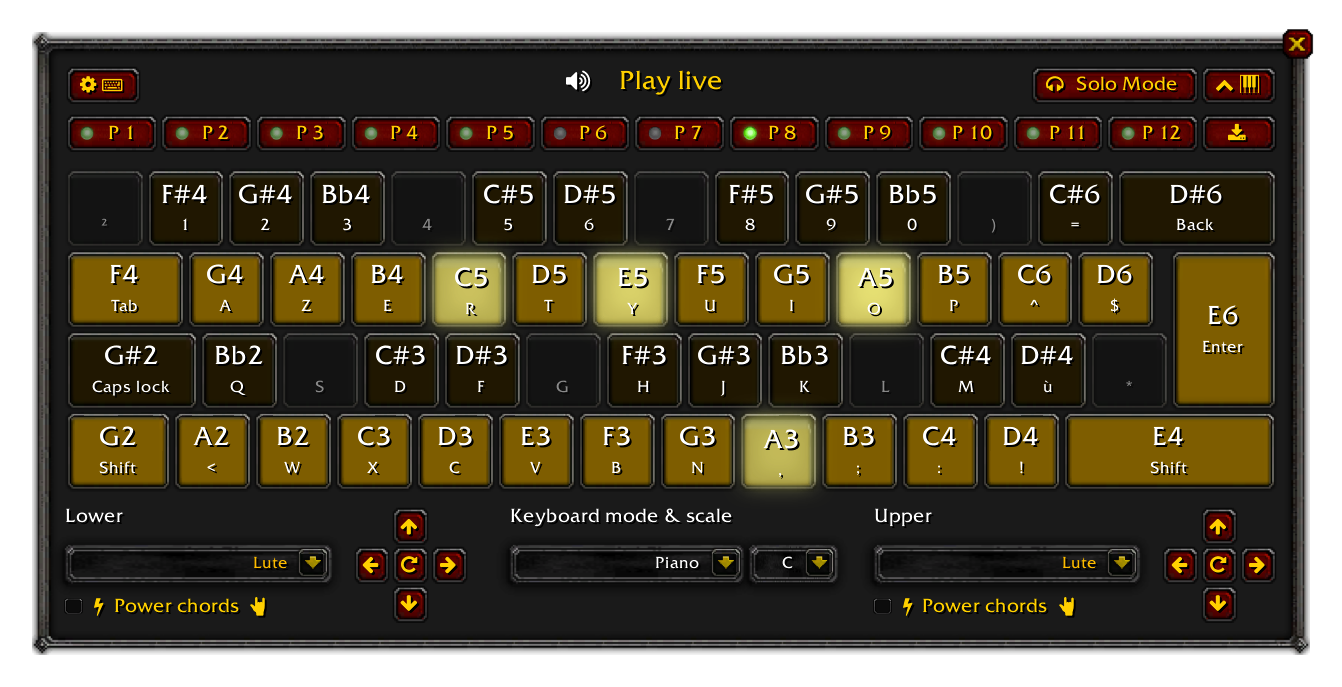 Play live
Solo Mode
P 1 P 2 P 3 P 4 P 5 P 6 P 7 P 8 P 9 P 10 P 11 P 12
F#4 G#4 Bb4 C#5 D#5 F#5 G#5 Bb5 C#6 D#6
² 1 2 3 4 5 6 7 8 9 0 ) = Back
F4 G4 A4 B4 C5 D5 E5 F5 G5 A5 B5 C6 D6
Tab A Z E R T Y U I O P ^ $
E6
Enter
G#2 Bb2 C#3 D#3 F#3 G#3 Bb3 C#4 D#4
Caps lock Q S D F G H J K L M ù *
G2 A2 B2 C3 D3 E3 F3 G3 A3 B3 C4 D4 E4
Shift < W X C V B N , ; : ! Shift
Lower Keyboard mode & scale Upper
Lute Piano C Lute
Power chords Power chords